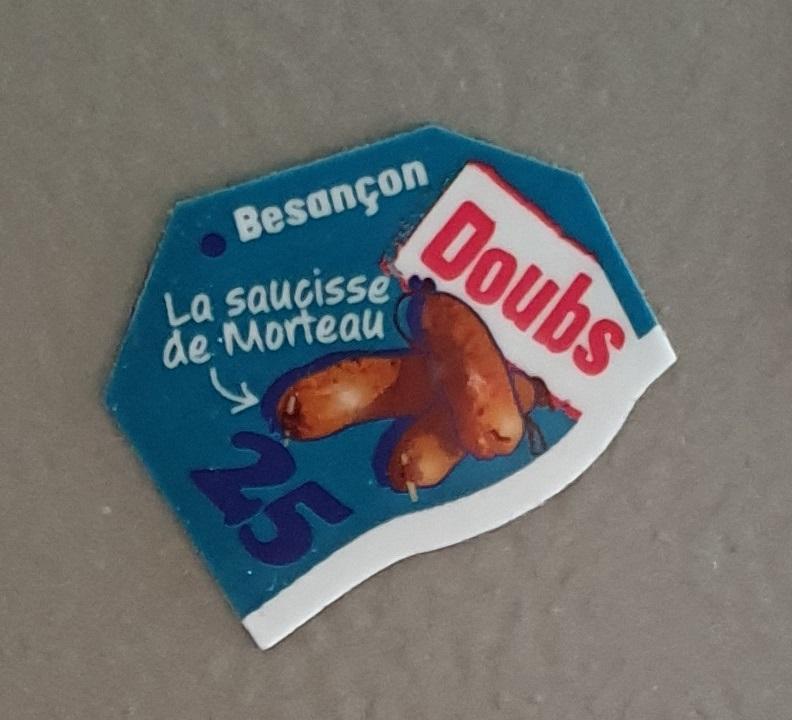 Besançon
Doubs
La saucisse
de Morteau
25